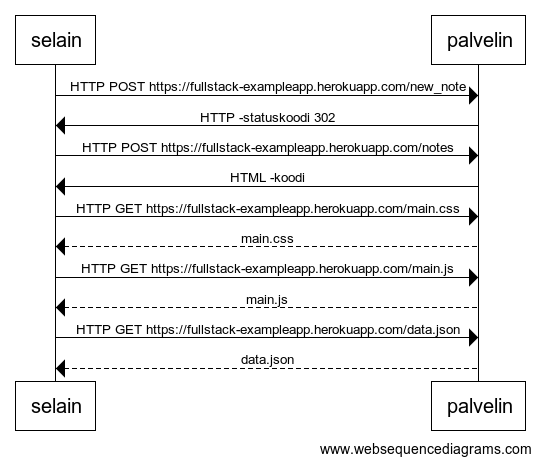 selain palvelin
HTTP POST https://fullstack-exampleapp.herokuapp.com/new_note
HTTP -statuskoodi 302
HTTP POST https://fullstack-exampleapp.herokuapp.com/notes
HTML -koodi
HTTP GET https://fullstack-exampleapp.herokuapp.com/main.css
main.css
HTTP GET https://fullstack-exampleapp.herokuapp.com/main.js
main.js
HTTP GET https://fullstack-exampleapp.herokuapp.com/data.json
data.json
selain palvelin
www.websequencediagrams.com